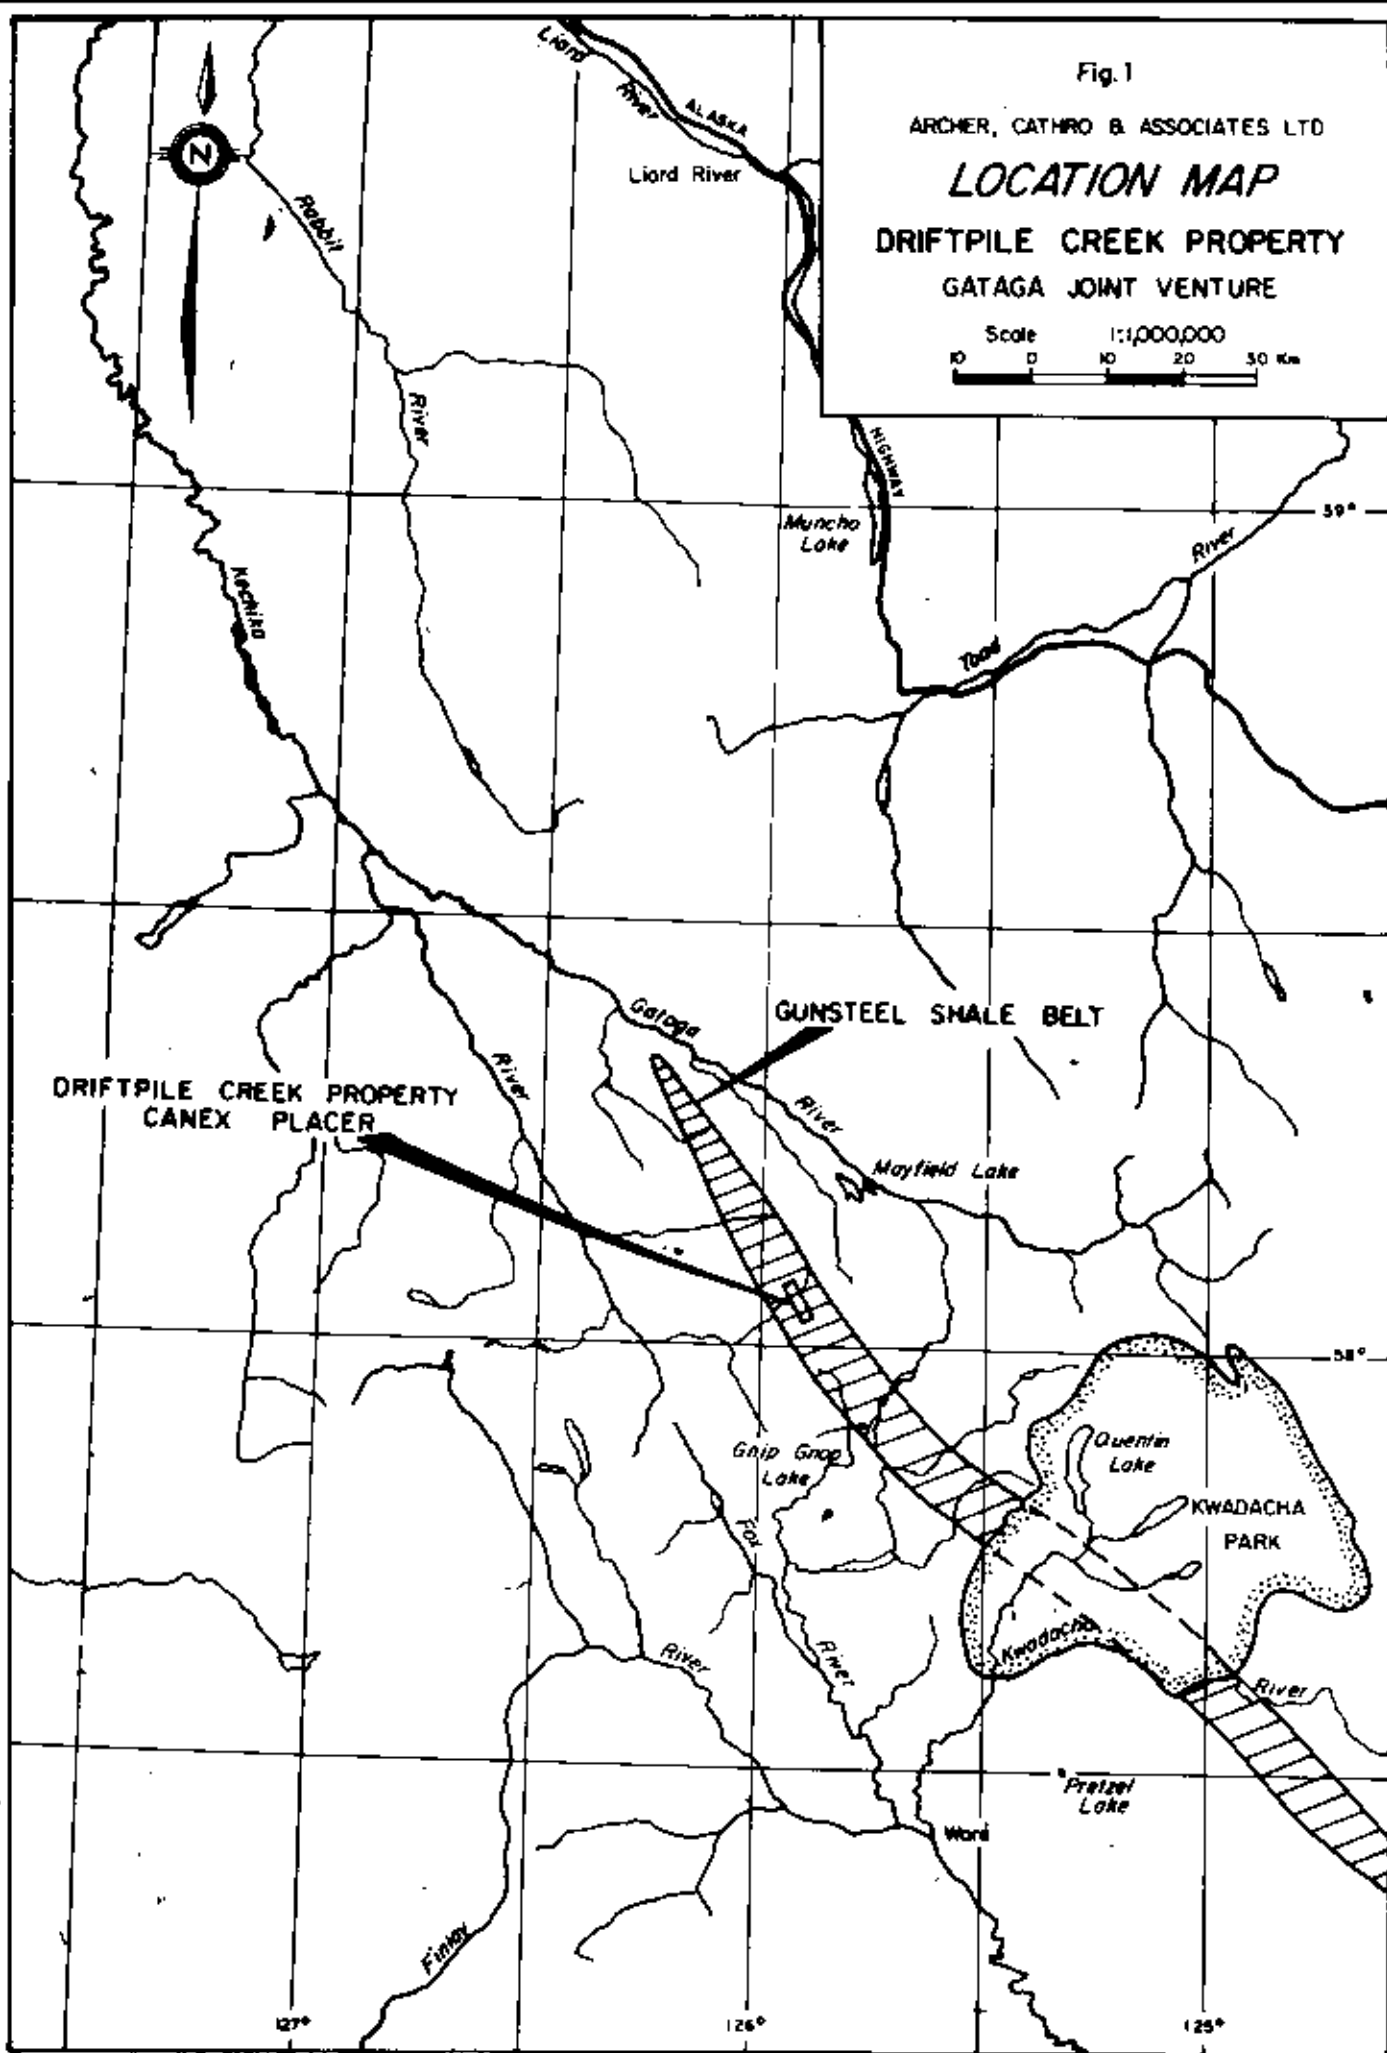 Fig. 1
ARCHER, CATHRO & ASSOCIATES LTD
LOCATION MAP
DRIFTPILE CREEK PROPERTY
GATAGA JOINT VENTURE
Scale 1:1,000,000
10 0 10 20 30 Km
Liard
River
ALASKA
Liard River
N
Rabbit
River
HIGHWAY
Muncho
Lake
59°
River
Toad
Kechika
Gataga
GUNSTEEL SHALE BELT
River
River
DRIFTPILE CREEK PROPERTY
CANEX PLACER
Mayfield Lake
58°
Quentin
Lake
Gnip Gnop
Lake
KWADACHA
PARK
Fox
River
River
Kwadacha
River
Pretzel
Lake
Ware
Finlay
127°
126°
125°